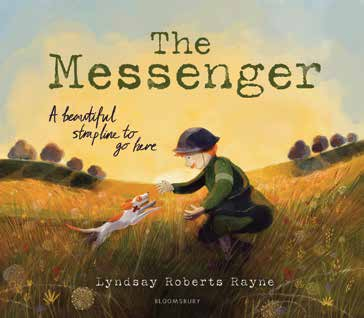 The
Messenger
A beautiful
strapline to
go here
Lyndsay Roberts Rayne
BLOOMSBURY